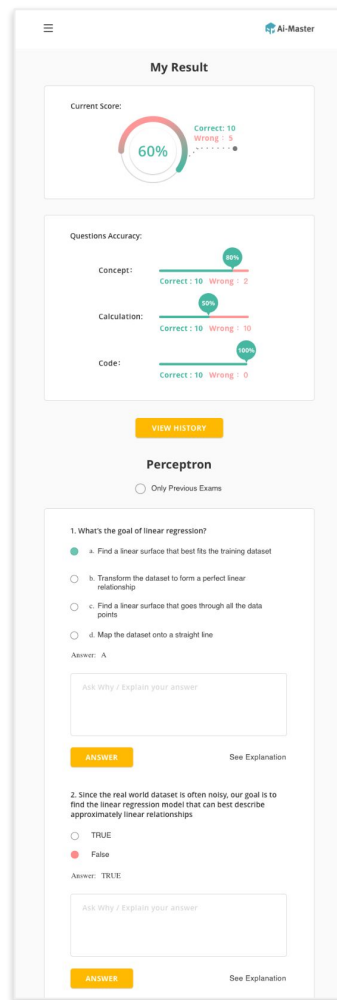 Ai-Master
My Result
Current Score:
60%
Correct: 10
Wrong : 5
Questions Accuracy:
Concept:
80%
Correct : 10 Wrong : 2
Calculation:
50%
Correct : 10 Wrong : 10
Code:
100%
Correct : 10 Wrong : 0
VIEW HISTORY
Perceptron
Only Previous Exams
1. What's the goal of linear regression?
a. Find a linear surface that best fits the training dataset
b. Transform the dataset to form a perfect linear
relationship
c. Find a linear surface that goes through all the data
points
d. Map the dataset onto a straight line
Answer: A
Ask Why / Explain your answer
ANSWER
See Explanation
2. Since the real world dataset is often noisy, our goal is to
find the linear regression model that can best describe
approximately linear relationships
TRUE
False
Answer: TRUE
Ask Why / Explain your answer
ANSWER
See Explanation